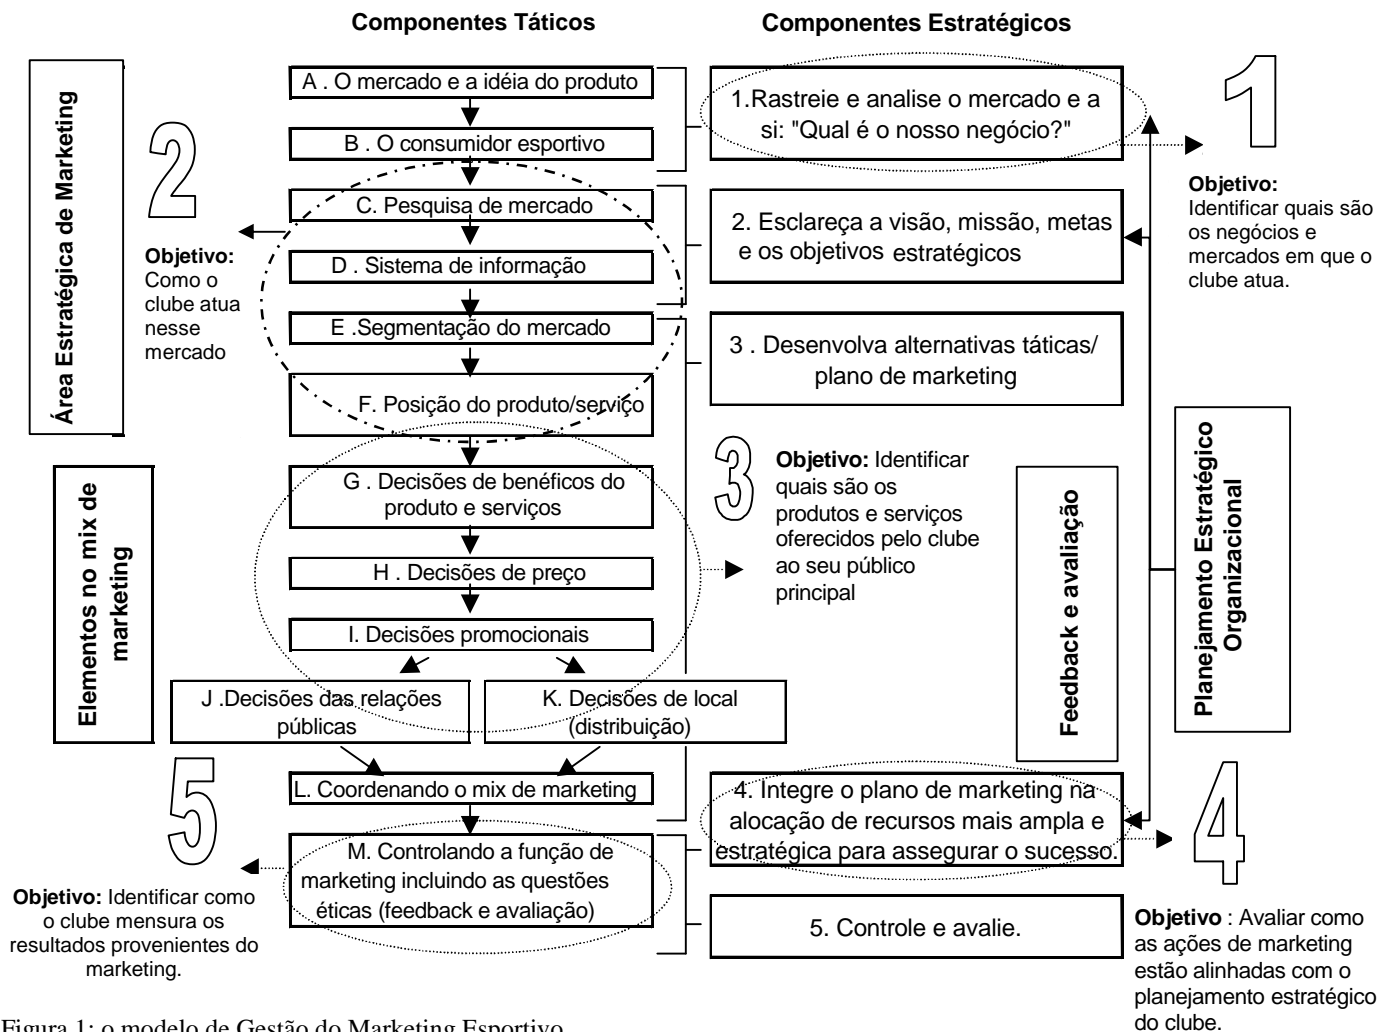 Componentes Táticos
Componentes Estratégicos
Área Estratégica de Marketing
2
Objetivo:
Como o
clube atua
nesse
mercado
A . O mercado e a idéia do produto
B . O consumidor esportivo
C. Pesquisa de mercado
D . Sistema de informação
E .Segmentação do mercado
F. Posição do produto/serviço
1.Rastreie e analise o mercado e a
si: "Qual é o nosso negócio?"
2. Esclareça a visão, missão, metas
e os objetivos estratégicos
3 . Desenvolva alternativas táticas/
plano de marketing
1
Objetivo:
Identificar quais são
os negócios e
mercados em que o
clube atua.
Elementos no mix de
marketing
G . Decisões de benéficos do
produto e serviços
H . Decisões de preço
I. Decisões promocionais
J .Decisões das relações
públicas
K. Decisões de local
(distribuição)
3
Objetivo: Identificar
quais são os
produtos e serviços
oferecidos pelo clube
ao seu público
principal
Feedback e avaliação
Planejamento Estratégico
Organizacional
5
Objetivo: Identificar como
o clube mensura os
resultados provenientes do
marketing.
L. Coordenando o mix de marketing
M. Controlando a função de
marketing incluindo as questões
éticas (feedback e avaliação)
4. Integre o plano de marketing na
alocação de recursos mais ampla e
estratégica para assegurar o sucesso.
5. Controle e avalie.
4
Objetivo : Avaliar como
as ações de marketing
estão alinhadas com o
planejamento estratégico
do clube.
Figura 1: o modelo de Gestão do Marketing Esportivo